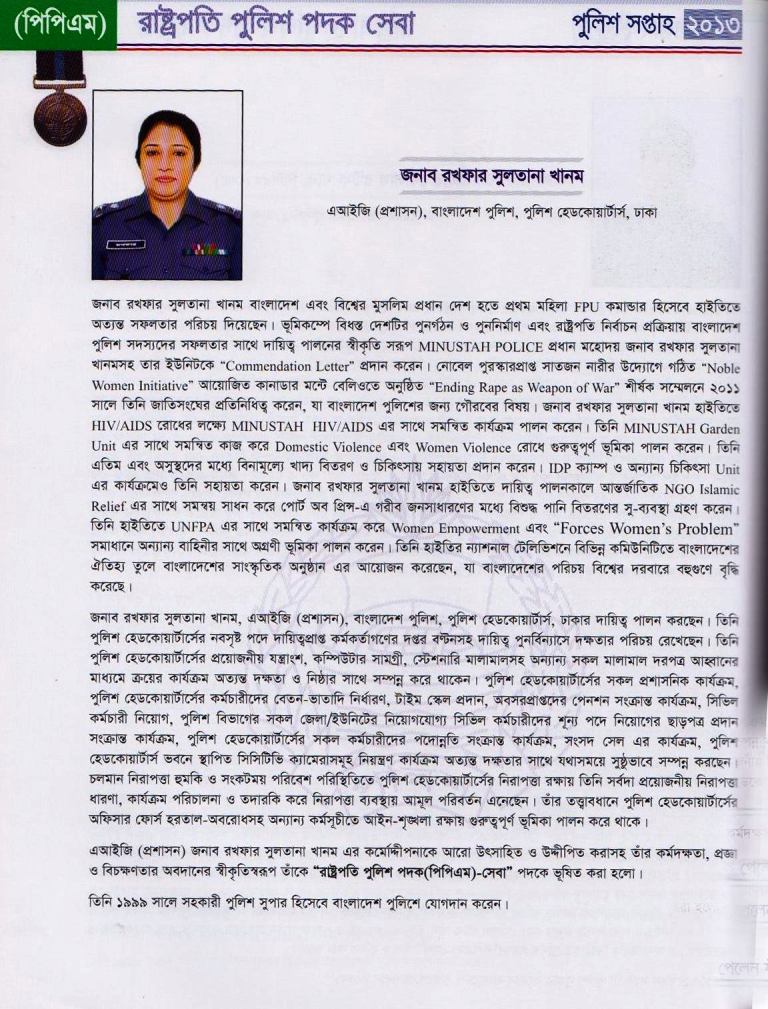 (পিপিএম)
রাষ্ট্রপতি পুলিশ পদক সেবা
পুলিশ সপ্তাহ ২০১৩
জনাব রখফার সুলতানা খানম
এআইজি (প্রশাসন), বাংলাদেশ পুলিশ, পুলিশ হেডকোয়ার্টার্স, ঢাকা
জনাব রখফার সুলতানা খানম বাংলাদেশ এবং বিশ্বের মুসলিম প্রধান দেশ হতে প্রথম মহিলা FPU কমান্ডার হিসেবে হাইতিতে
অত্যন্ত সফলতার পরিচয় দিয়েছেন। ভূমিকম্পে বিধ্বস্ত দেশটির পুনর্গঠন ও পুননির্মাণ এবং রাষ্ট্রপতি নির্বাচন প্রক্রিয়ায় বাংলাদেশ
পুলিশ সদস্যদের সফলতার সাথে দায়িত্ব পালনের স্বীকৃতি সরূপ MINUSTAH POLICE প্রধান মহোদয় জনাব রখফার সুলতানা
খানমসহ তার ইউনিটকে “Commendation Letter” প্রদান করেন। নোবেল পুরস্কারপ্রাপ্ত সাতজন নারীর উদ্যোগে গঠিত “Noble
Women Initiative” আয়োজিত কানাডার মন্টে বেলিওতে অনুষ্ঠিত “Ending Rape as Weapon of War” শীর্ষক সম্মেলনে ২০১১
সালে তিনি জাতিসংঘের প্রতিনিধিত্ব করেন, যা বাংলাদেশ পুলিশের জন্য গৌরবের বিষয়। জনাব রখফার সুলতানা খানম হাইতিতে
HIV/AIDS রোধের লক্ষ্যে MINUSTAH HIV/AIDS এর সাথে সমন্বিত কার্যক্রম পালন করেন। তিনি MINUSTAH Garden
Unit এর সাথে সমন্বিত কাজ করে Domestic Violence এবং Women Violence রোধে গুরুত্বপূর্ণ ভূমিকা পালন করেন। তিনি
এতিম এবং অসুস্থদের মধ্যে বিনামূল্যে খাদ্য বিতরণ ও চিকিৎসায় সহায়তা প্রদান করেন। IDP ক্যাম্প ও অন্যান্য চিকিৎসা Unit
এর কার্যক্রমেও তিনি সহায়তা করেন। জনাব রখফার সুলতানা খানম হাইতিতে দায়িত্ব পালনকালে আন্তর্জাতিক NGO Islamic
Relief এর সাথে সমন্বয় সাধন করে পোর্ট অব প্রিন্স-এ গরীব জনসাধারণের মধ্যে বিশুদ্ধ পানি বিতরণের সু-ব্যবস্থা গ্রহণ করেন।
তিনি হাইতিতে UNFPA এর সাথে সমন্বিত কার্যক্রম করে Women Empowerment এবং “Forces Women’s Problem”
সমাধানে অন্যান্য বাহিনীর সাথে অগ্রণী ভূমিকা পালন করেন। তিনি হাইতির ন্যাশনাল টেলিভিশনে বিভিন্ন কমিউনিটিতে বাংলাদেশের
ঐতিহ্য তুলে বাংলাদেশের সাংস্কৃতিক অনুষ্ঠান এর আয়োজন করেছেন, যা বাংলাদেশের পরিচয় বিশ্বের দরবারে বহুগুণে বৃদ্ধি
করেছে।
জনাব রখফার সুলতানা খানম, এআইজি (প্রশাসন), বাংলাদেশ পুলিশ, পুলিশ হেডকোয়ার্টার্স, ঢাকার দায়িত্ব পালন করছেন। তিনি
পুলিশ হেডকোয়ার্টার্সের নবসৃষ্ট পদে দায়িত্বপ্রাপ্ত কর্মকর্তাগণের দপ্তর বন্টনসহ দায়িত্ব পুনর্বিন্যাসে দক্ষতার পরিচয় রেখেছেন। তিনি
পুলিশ হেডকোয়ার্টার্সের প্রয়োজনীয় যন্ত্রাংশ, কম্পিউটার সামগ্রী, স্টেশনারি মালামালসহ অন্যান্য সকল মালামাল দরপত্র আহ্বানের
মাধ্যমে ক্রয়ের কার্যক্রম অত্যন্ত দক্ষতা ও নিষ্ঠার সাথে সম্পন্ন করে থাকেন। পুলিশ হেডকোয়ার্টার্সের সকল প্রশাসনিক কার্যক্রম,
পুলিশ হেডকোয়ার্টার্সের কর্মচারীদের বেতন-ভাতাদি নির্ধারণ, টাইম স্কেল প্রদান, অবসরপ্রাপ্তদের পেনশন সংক্রান্ত কার্যক্রম, সিভিল
কর্মচারী নিয়োগ, পুলিশ বিভাগের সকল জেলা/ইউনিটের নিয়োগযোগ্য সিভিল কর্মচারীদের শূন্য পদে নিয়োগের ছাড়পত্র প্রদান
সংক্রান্ত কার্যক্রম, পুলিশ হেডকোয়ার্টার্সের সকল কর্মচারীদের পদোন্নতি সংক্রান্ত কার্যক্রম, সংসদ সেল এর কার্যক্রম, পুলিশ
হেডকোয়ার্টার্স ভবনে স্থাপিত সিসিটিভি ক্যামেরাসমূহ নিয়ন্ত্রণ কার্যক্রম অত্যন্ত দক্ষতার সাথে যথাসময়ে সুষ্ঠুভাবে সম্পন্ন করছেন।
চলমান নিরাপত্তা হুমকি ও সংকটময় পরিবেশ পরিস্থিতিতে পুলিশ হেডকোয়ার্টার্সের নিরাপত্তা রক্ষায় তিনি সর্বদা প্রয়োজনীয় নিরাপত্তা
ধারণা, কার্যক্রম পরিচালনা ও তদারকি করে নিরাপত্তা ব্যবস্থায় আমূল পরিবর্তন এনেছেন। তাঁর তত্ত্বাবধানে পুলিশ হেডকোয়ার্টার্সের
অফিসার ফোর্স হরতাল-অবরোধসহ অন্যান্য কর্মসূচীতে আইন-শৃঙ্খলা রক্ষায় গুরুত্বপূর্ণ ভূমিকা পালন করে থাকে।
এআইজি (প্রশাসন) জনাব রখফার সুলতানা খানম এর কর্মোদ্দীপনাকে আরো উৎসাহিত ও উদ্দীপিত করাসহ তাঁর কর্মদক্ষতা, প্রজ্ঞা
ও বিচক্ষণতার অবদানের স্বীকৃতিস্বরূপ তাঁকে “রাষ্ট্রপতি পুলিশ পদক(পিপিএম)-সেবা” পদকে ভূষিত করা হলো।
তিনি ১৯৯৯ সালে সহকারী পুলিশ সুপার হিসেবে বাংলাদেশ পুলিশে যোগদান করেন।